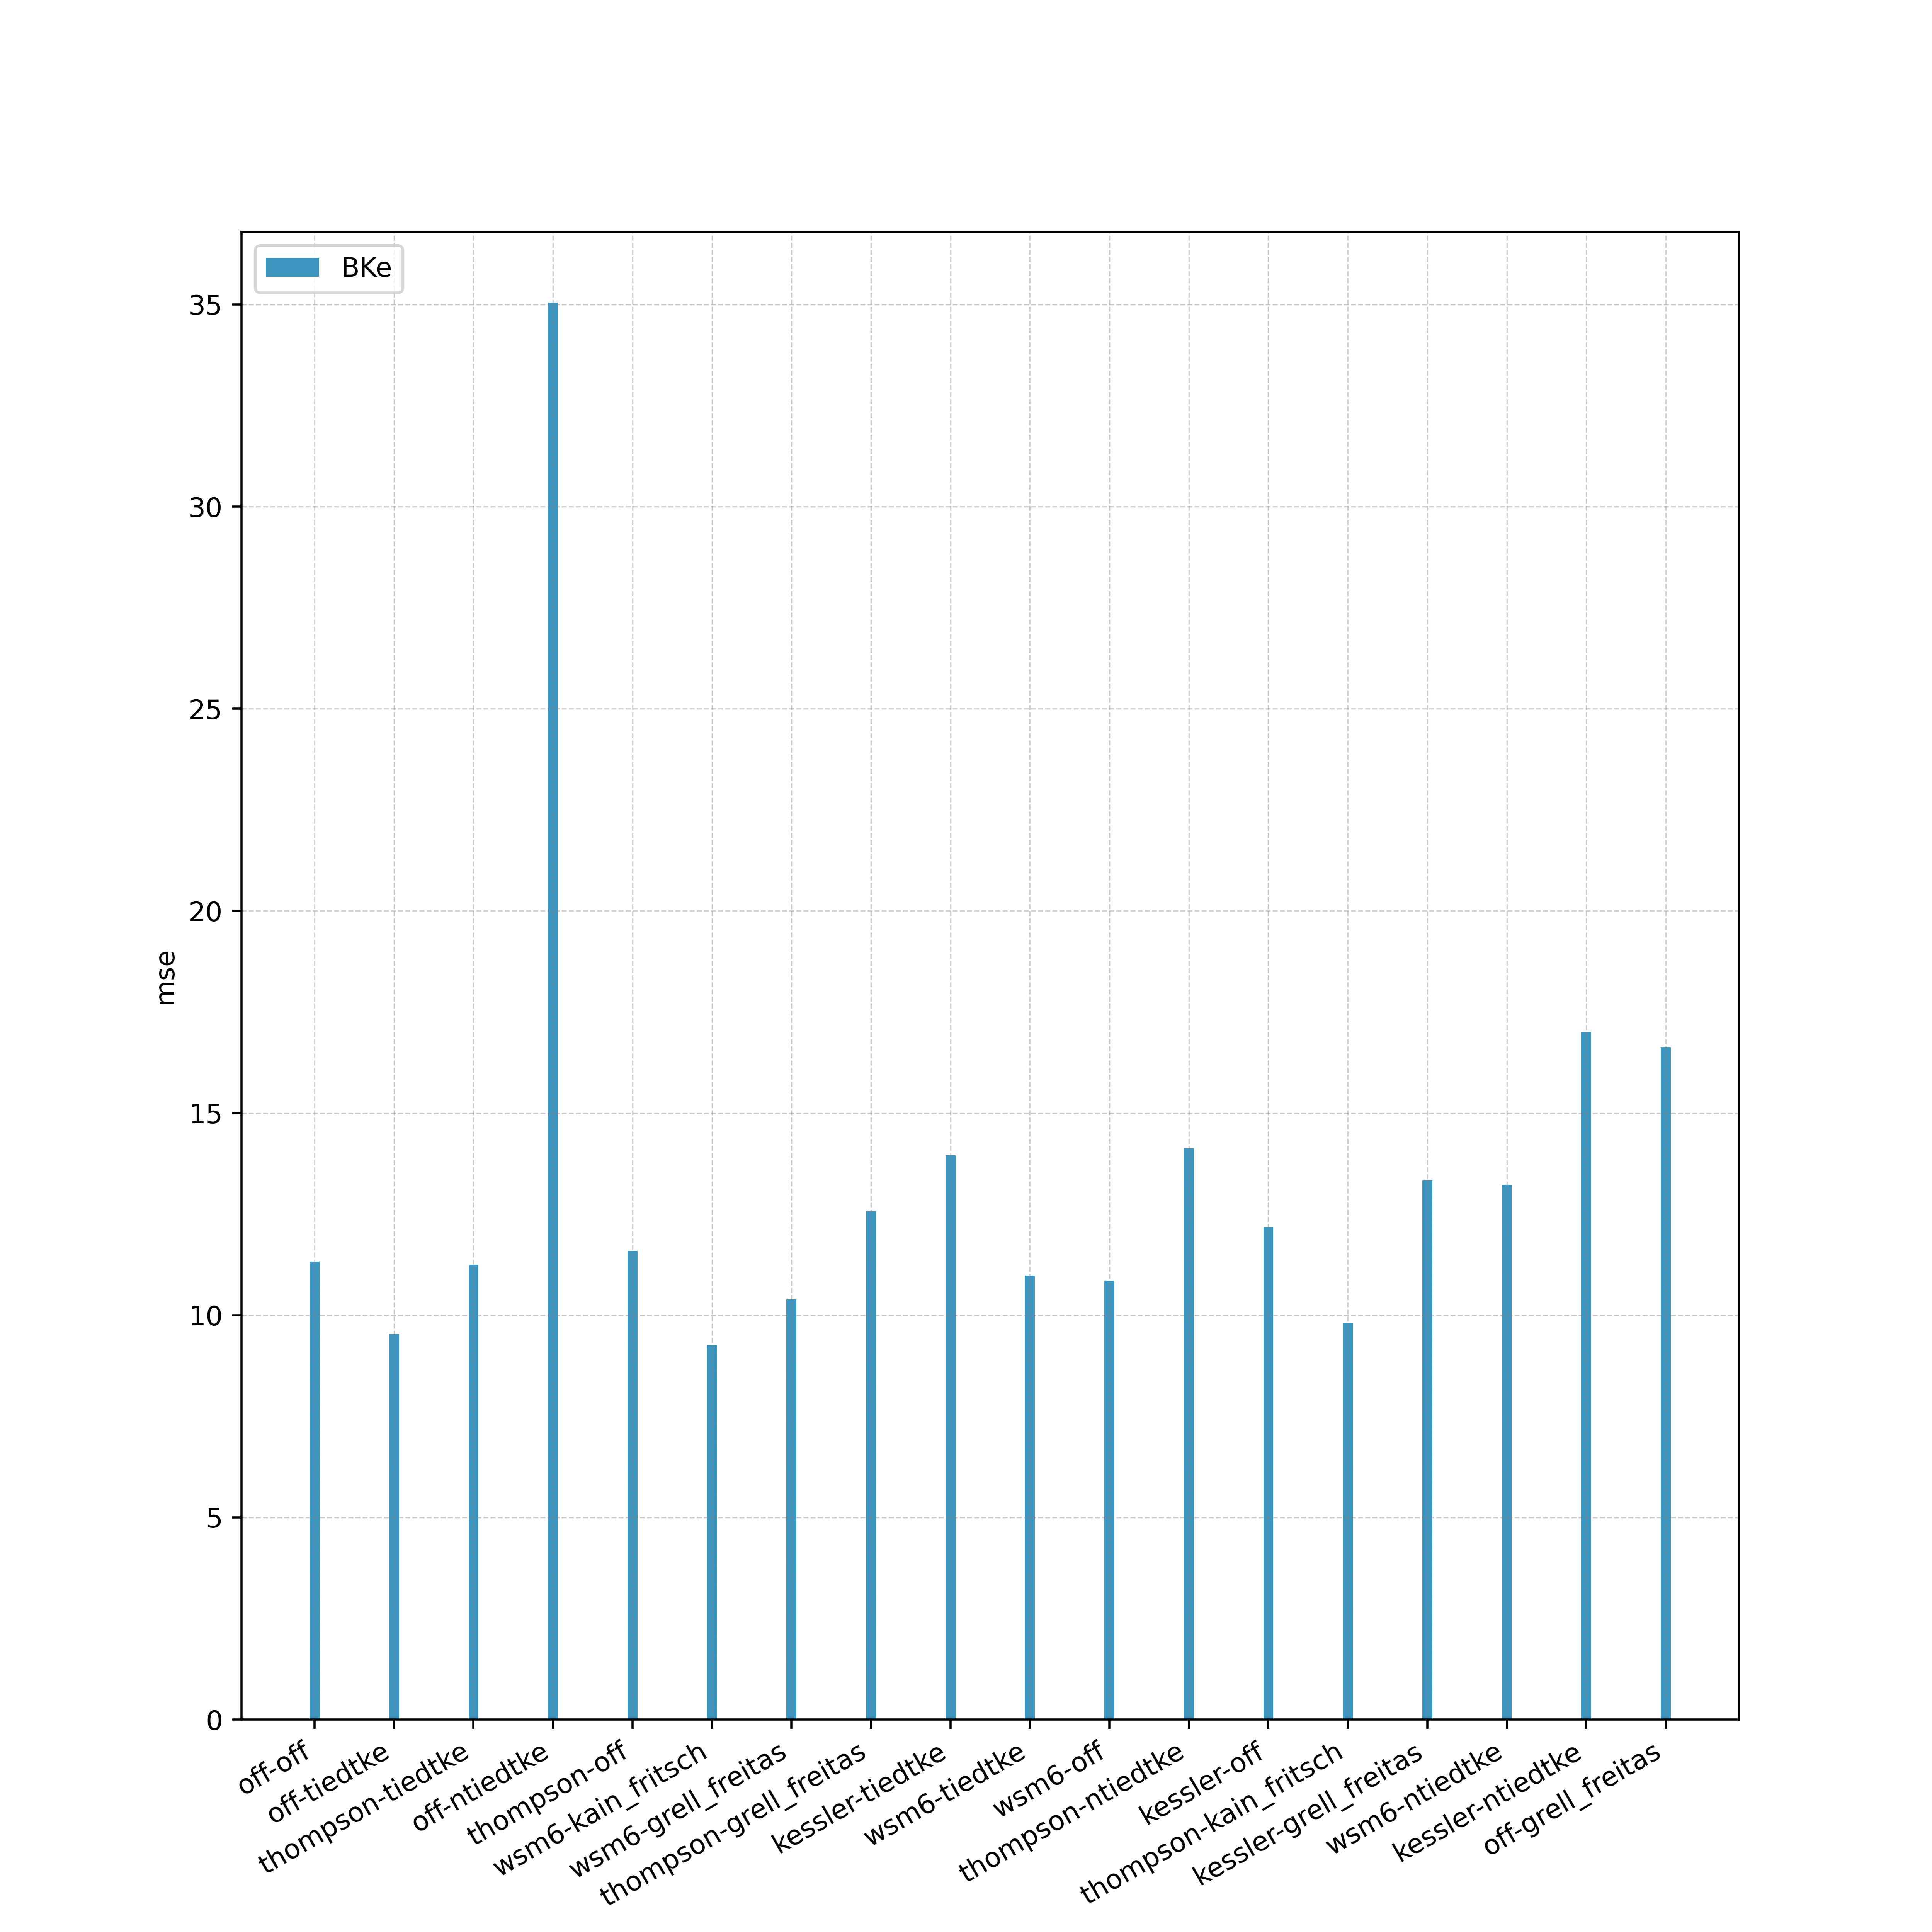 BKe
35
30
25
20
15
10
5
0
mse
off-off
off-tiedtke
thompson-tiedtke
off-ntiedtke
thompson-off
wsm6-kain_fritsch
wsm6-grell_freitas
thompson-grell_freitas
kessler-tiedtke
wsm6-tiedtke
wsm6-off
thompson-ntiedtke
kessler-off
thompson-kain_fritsch
kessler-grell_freitas
wsm6-ntiedtke
kessler-ntiedtke
off-grell_freitas